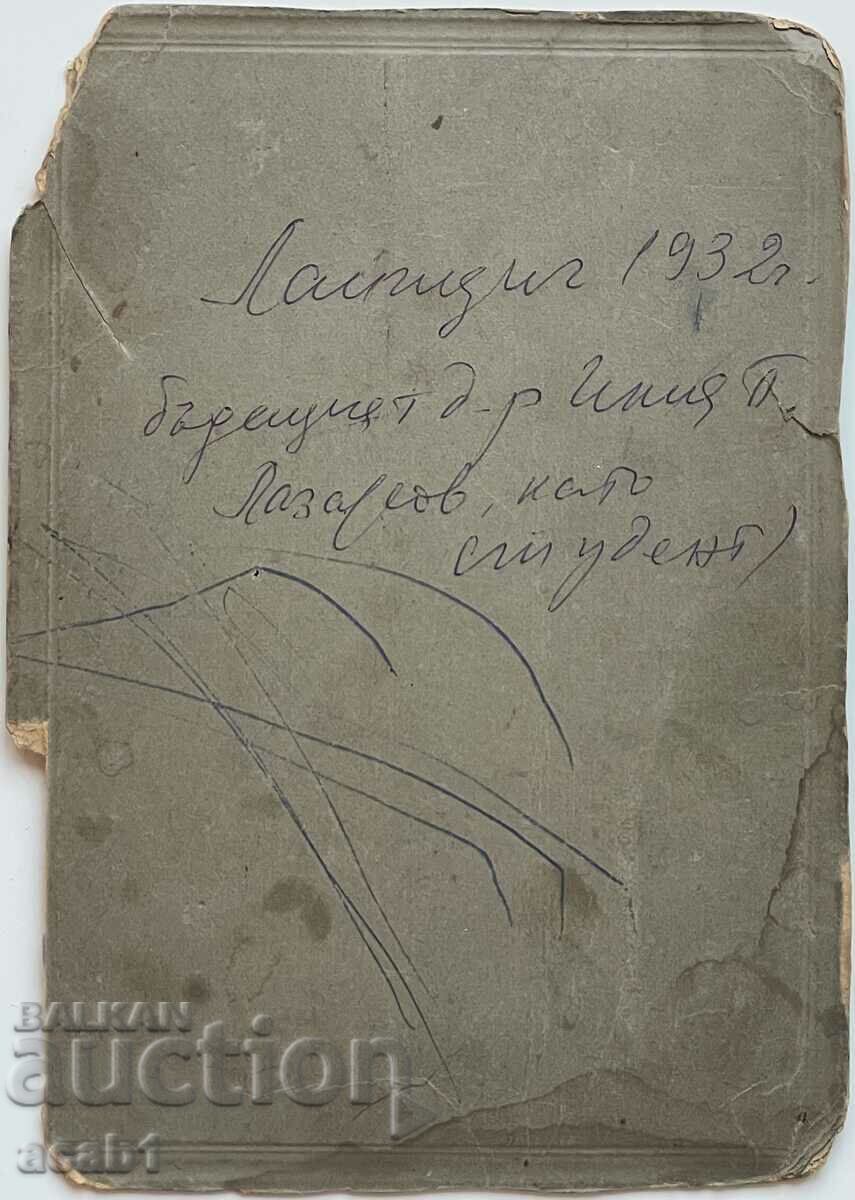 Лайпциг 1932г.
бъдещият д-р Илия П.
Лазаров, като
студент)
BALKAN
auction
acab1